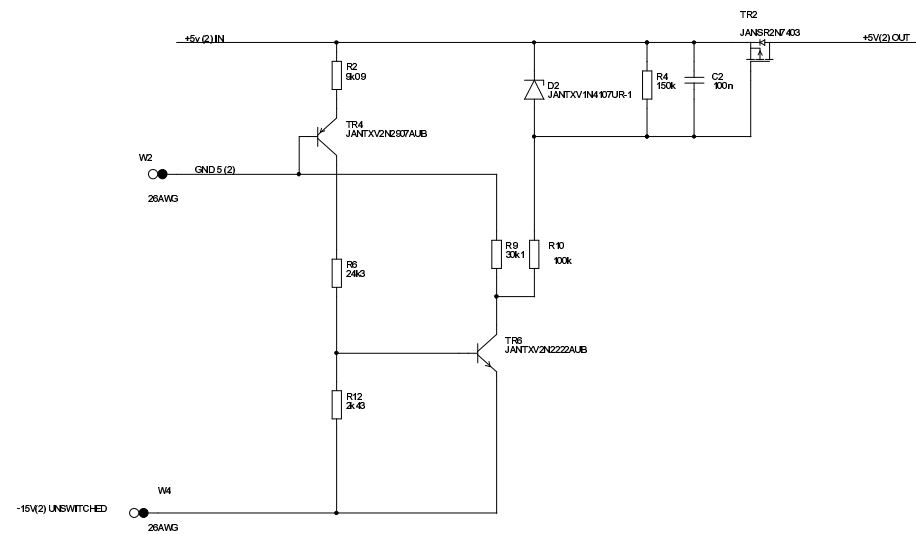 TR2
JANSR2N7403
+5v (2) IN
+5V(2) OUT
R2
9k09
D2
JANTXV1N4107UR-1
R4
150k
C2
100n
TR4
JANTXV2N2907AUB
W2
GND 5 (2)
26AWG
R9
30k1
R10
100k
R6
24k3
TR6
JANTXV2N2222AUB
R12
2k43
W4
-15V(2) UNSWITCHED
26AWG